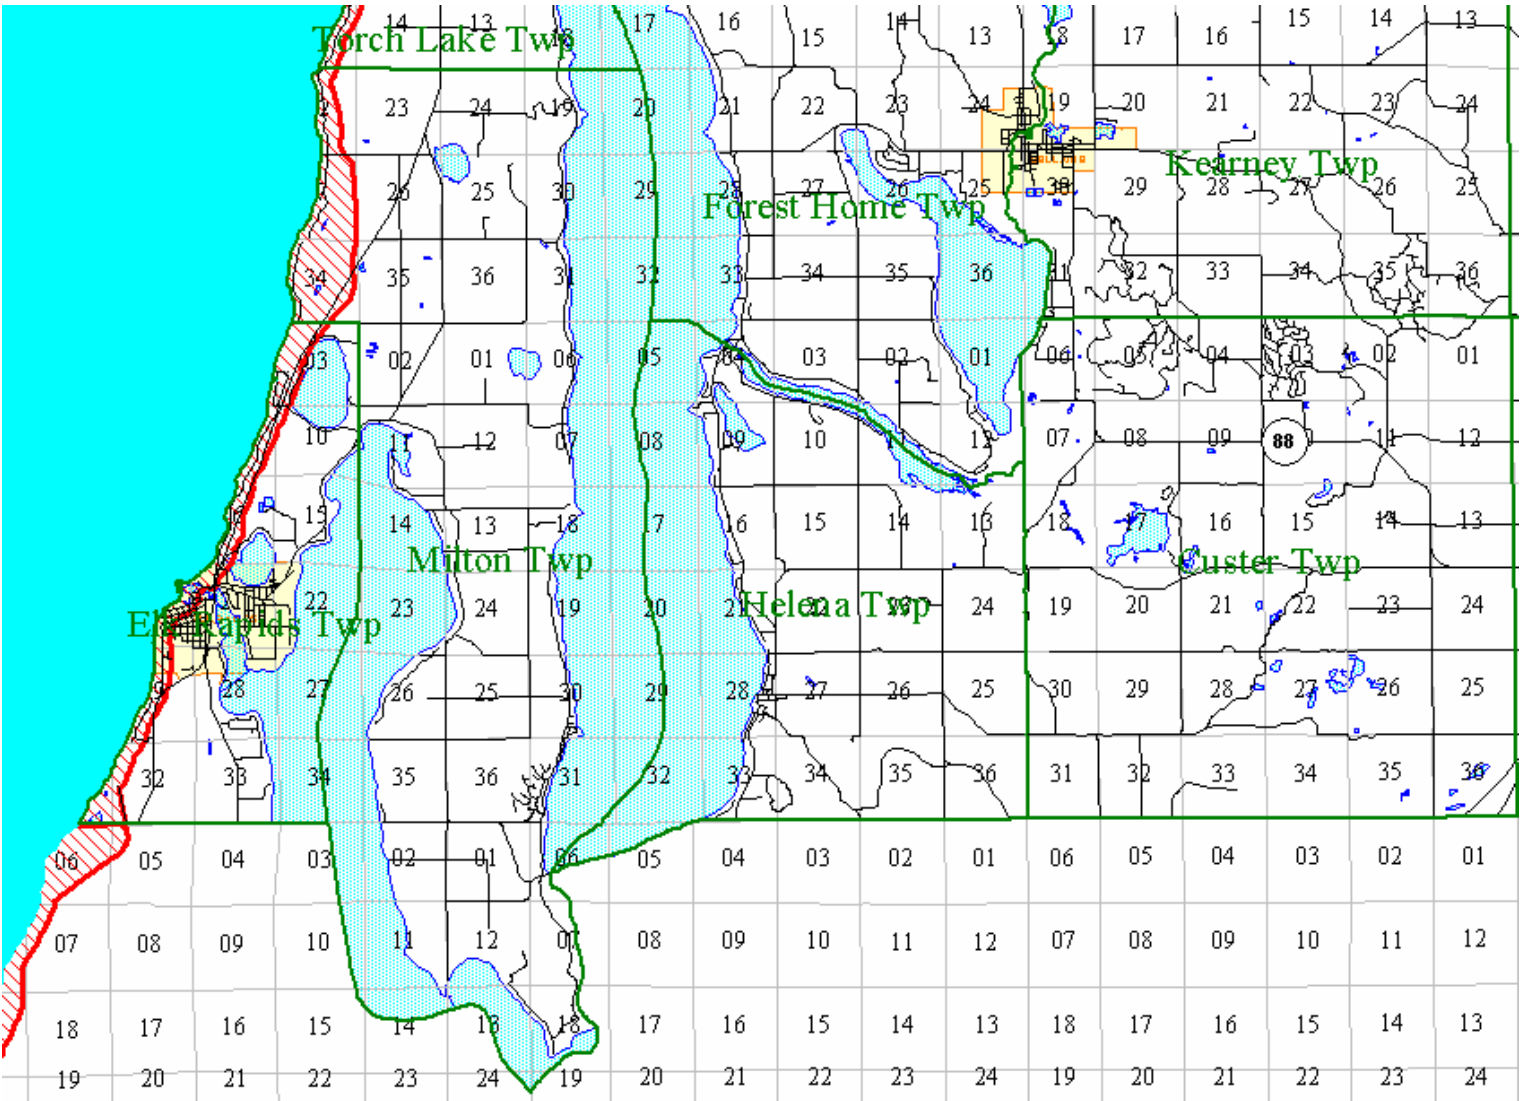 14 13 18 17 16 15 14 13 18 17 16 15 14 13
Torch Lake Twp
23 24 19 20 21 22 23 24 19 20 21 22 23 24
26 25 30 29 28 27 26 25 30 29 28 27 26 25
Forest Home Twp Kearney Twp
34 35 36 31 32 33 34 35 36 31 32 33 34 35 36
03 02 01 06 05 04 03 02 01 06 05 04 03 02 01
10 11 12 07 08 09 10 11 12 07 08 09 88 11 12
15 14 13 18 17 16 15 14 13 18 17 16 15 14 13
Milton Twp Custer Twp
22 23 24 19 20 21 22 23 24 19 20 21 22 23 24
Helena Twp
Elk Rapids Twp
28 27 26 25 30 29 28 27 26 25 30 29 28 27 26 25
32 33 34 35 36 31 32 33 34 35 36 31 32 33 34 35 36
06 05 04 03 02 01 06 05 04 03 02 01 06 05 04 03 02 01
07 08 09 10 11 12 07 08 09 10 11 12 07 08 09 10 11 12
18 17 16 15 14 13 18 17 16 15 14 13 18 17 16 15 14 13
19 20 21 22 23 24 19 20 21 22 23 24 19 20 21 22 23 24